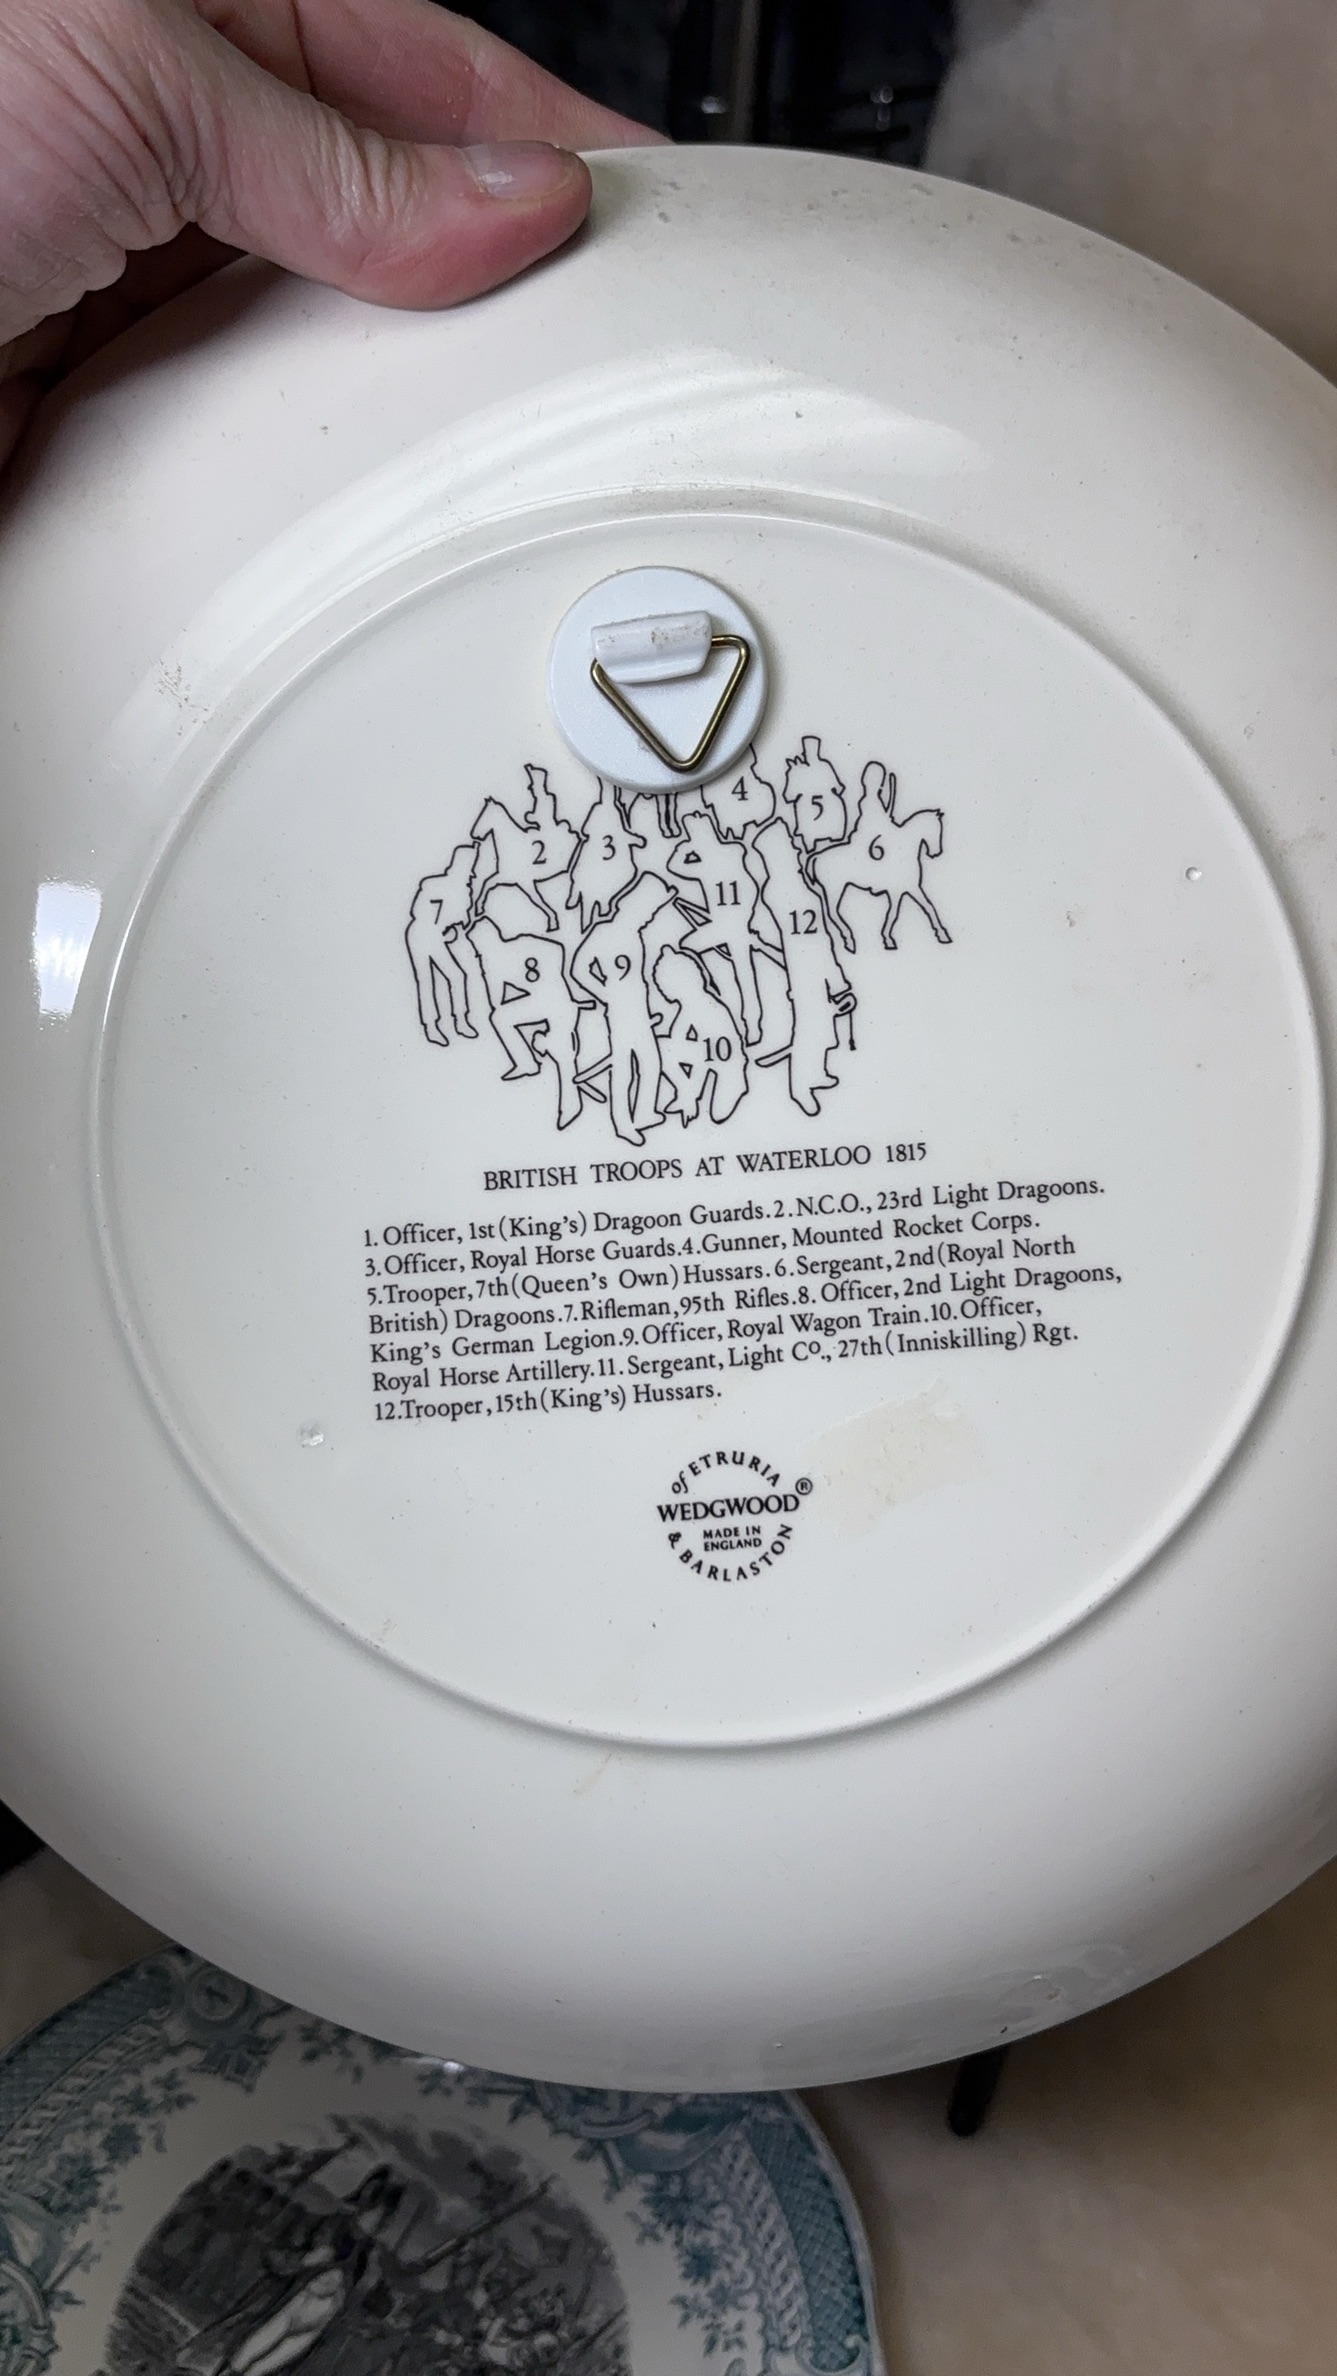 4
5
2
3
6
11
7
12
8
9
10
BRITISH TROOPS AT WATERLOO 1815
1. Officer, 1st (King's) Dragoon Guards. 2. N.C.O., 23rd Light Dragoons.
3. Officer, Royal Horse Guards. 4. Gunner, Mounted Rocket Corps.
5. Trooper, 7th (Queen's Own) Hussars. 6. Sergeant, 2nd (Royal North
British) Dragoons. 7. Rifleman, 95th Rifles. 8. Officer, 2nd Light Dragoons,
King's German Legion. 9. Officer, Royal Wagon Train. 10. Officer,
Royal Horse Artillery. 11. Sergeant, Light Co., 27th (Inniskilling) Rgt.
12. Trooper, 15th (King's) Hussars.
of ETRURIA
WEDGWOOD®
MADE IN
ENGLAND
& BARLASTON